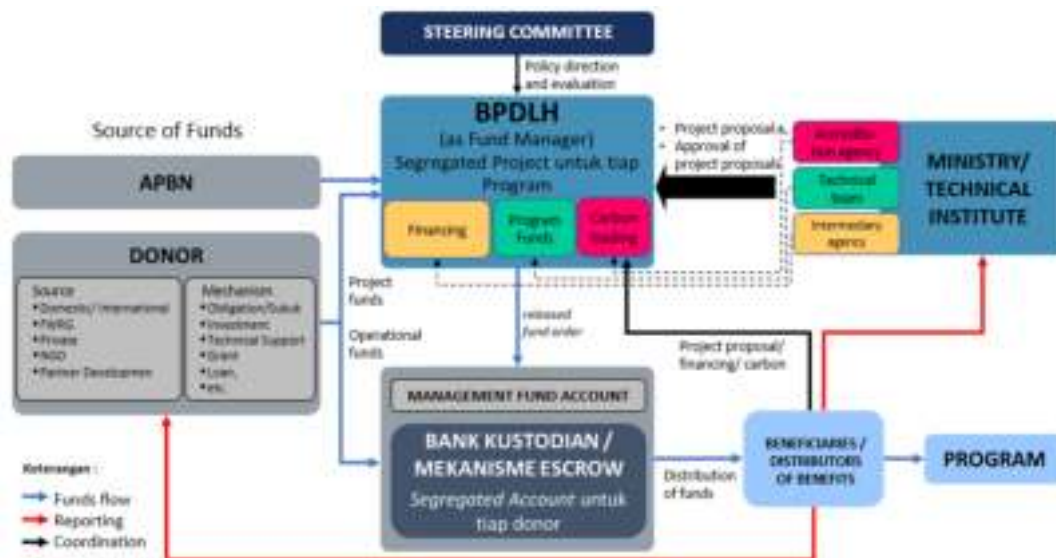 STEERING COMMITTEE
Policy direction
and evaluation
Source of Funds
BPDLH
(as Fund Manager)
Segregated Project untuk tiap
Program
Financing
Program
Funds
Carbon
Trading
• Project proposals
• Approval of
project proposals
agency
Technical
team
Intermediary
agency
MINISTRY/
TECHNICAL
INSTITUTE
APBN
DONOR
Source
▪Domestic/ International
▪Private
▪NGO
Mechanism
▪Investment
▪Technical Support
▪Grant
▪Loan,
▪etc.
Project
funds
Operational
funds
released
fund order
Project proposal/
financing/ carbon
MANAGEMENT FUND ACCOUNT
BANK KUSTODIAN /
MEKANISME ESCROW
Segregated Account untuk
tiap donor
Distribution
of funds
BENEFICIARIES /
DISTRIBUTORS
OF BENEFITS
PROGRAM
Keterangan :
Funds flow
Reporting
Coordination